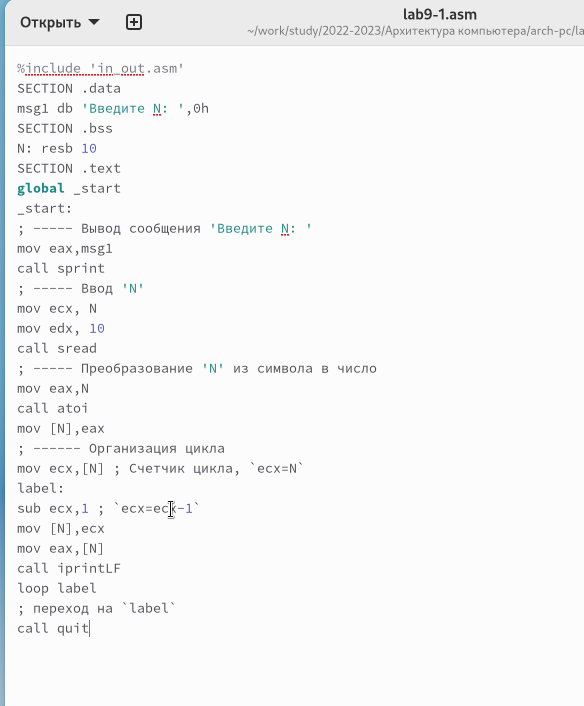 Открыть
lab9-1.asm
~/work/study/2022-2023/Архитектура компьютера/arch-pc/la
%include 'in_out.asm'
SECTION .data
msg1 db 'Введите N: ',0h
SECTION .bss
N: resb 10
SECTION .text
global _start
_start:
; ----- Вывод сообщения 'Введите N: '
mov eax,msg1
call sprint
; ----- Ввод 'N'
mov ecx, N
mov edx, 10
call sread
; ----- Преобразование 'N' из символа в число
mov eax,N
call atoi
mov [N],eax
; ------ Организация цикла
mov ecx,[N] ; Счетчик цикла, `ecx=N`
label:
sub ecx,1 ; `ecx=ecx-1`
mov [N],ecx
mov eax,[N]
call iprintLF
loop label
; переход на `label`
call quit